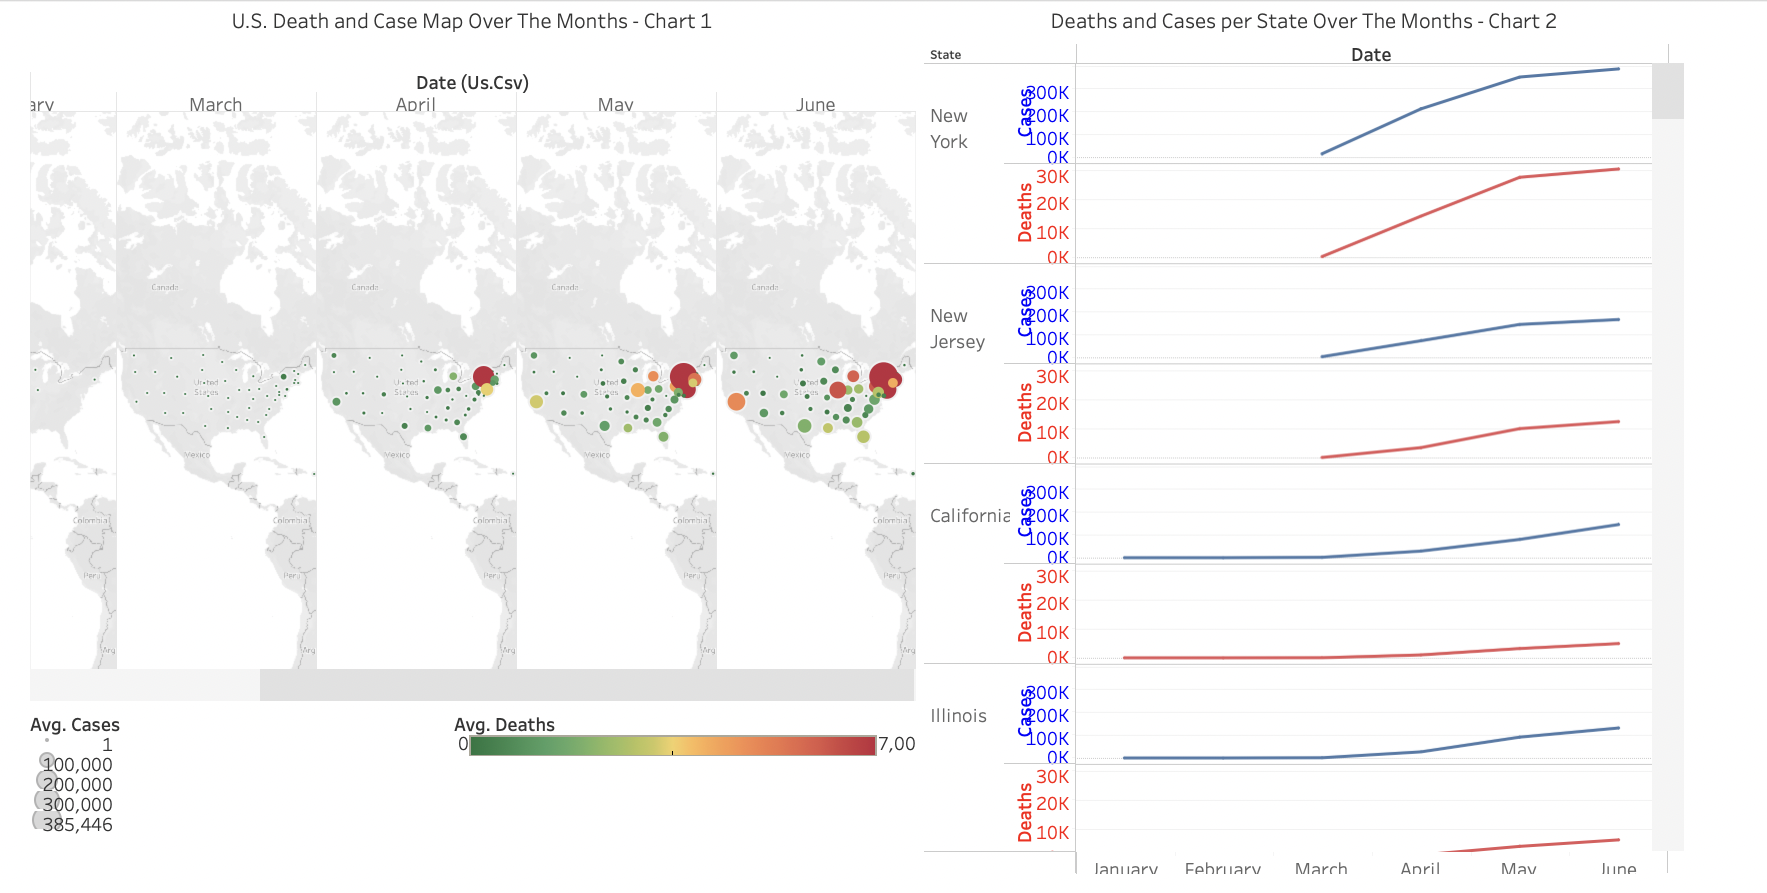 U.S. Death and Case Map Over The Months - Chart 1
Date (Us.Csv)
ary March April May June
Canada Canada Canada
United States United States United States United States
Mexico Mexico Mexico Mexico
Colombia Colombia Colombia Colombia
Peru Peru Peru Peru
Arg Arg Arg Arg
Avg. Cases
1
100,000
200,000
300,000
385,446
Avg. Deaths
0 7,00
Deaths and Cases per State Over The Months - Chart 2
State Date
New York
Cases
300K
200K
100K
0K
Deaths
30K
20K
10K
0K
New Jersey
Cases
300K
200K
100K
0K
Deaths
30K
20K
10K
0K
California
Cases
300K
200K
100K
0K
Deaths
30K
20K
10K
0K
Illinois
Cases
300K
200K
100K
0K
Deaths
30K
20K
10K
January February March April May June